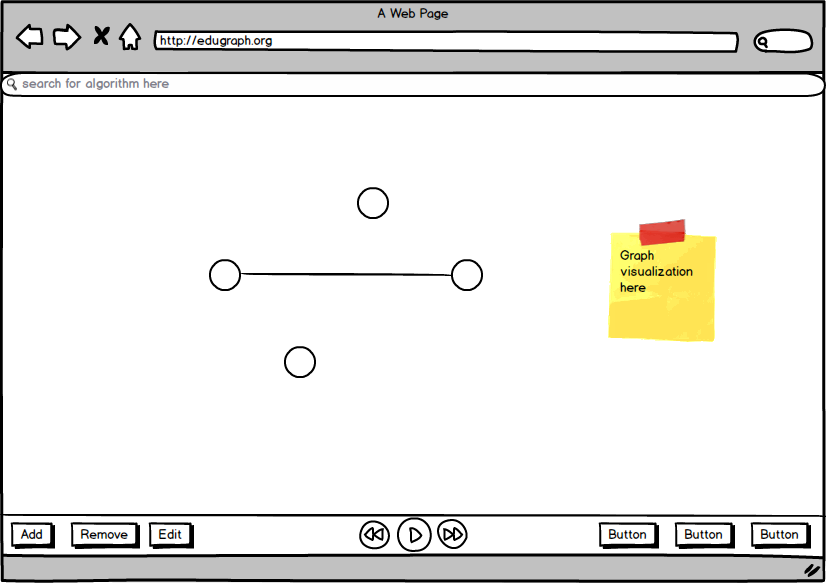 A Web Page
http://edugraph.org
search for algorithm here
Graph
visualization
here
Add Remove Edit Button Button Button